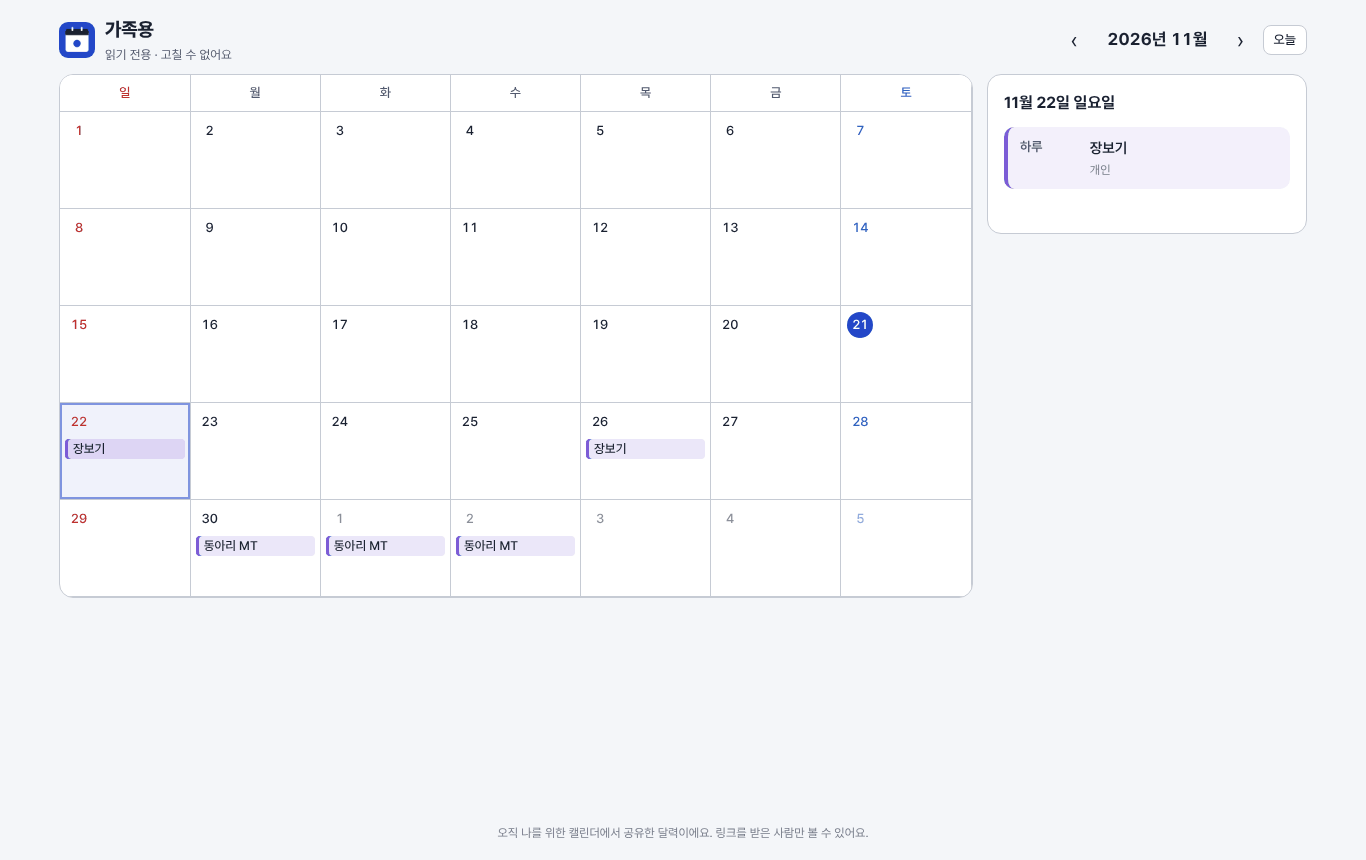 가족용
읽기 전용 · 고칠 수 없어요
‹ 2026년 11월 › 오늘
일 월 화 수 목 금 토
1 2 3 4 5 6 7
8 9 10 11 12 13 14
15 16 17 18 19 20 21
22 23 24 25 26 27 28
장보기 장보기
29 30 1 2 3 4 5
동아리 MT 동아리 MT 동아리 MT
11월 22일 일요일
하루 장보기
개인
오직 나를 위한 캘린더에서 공유한 달력이에요. 링크를 받은 사람만 볼 수 있어요.